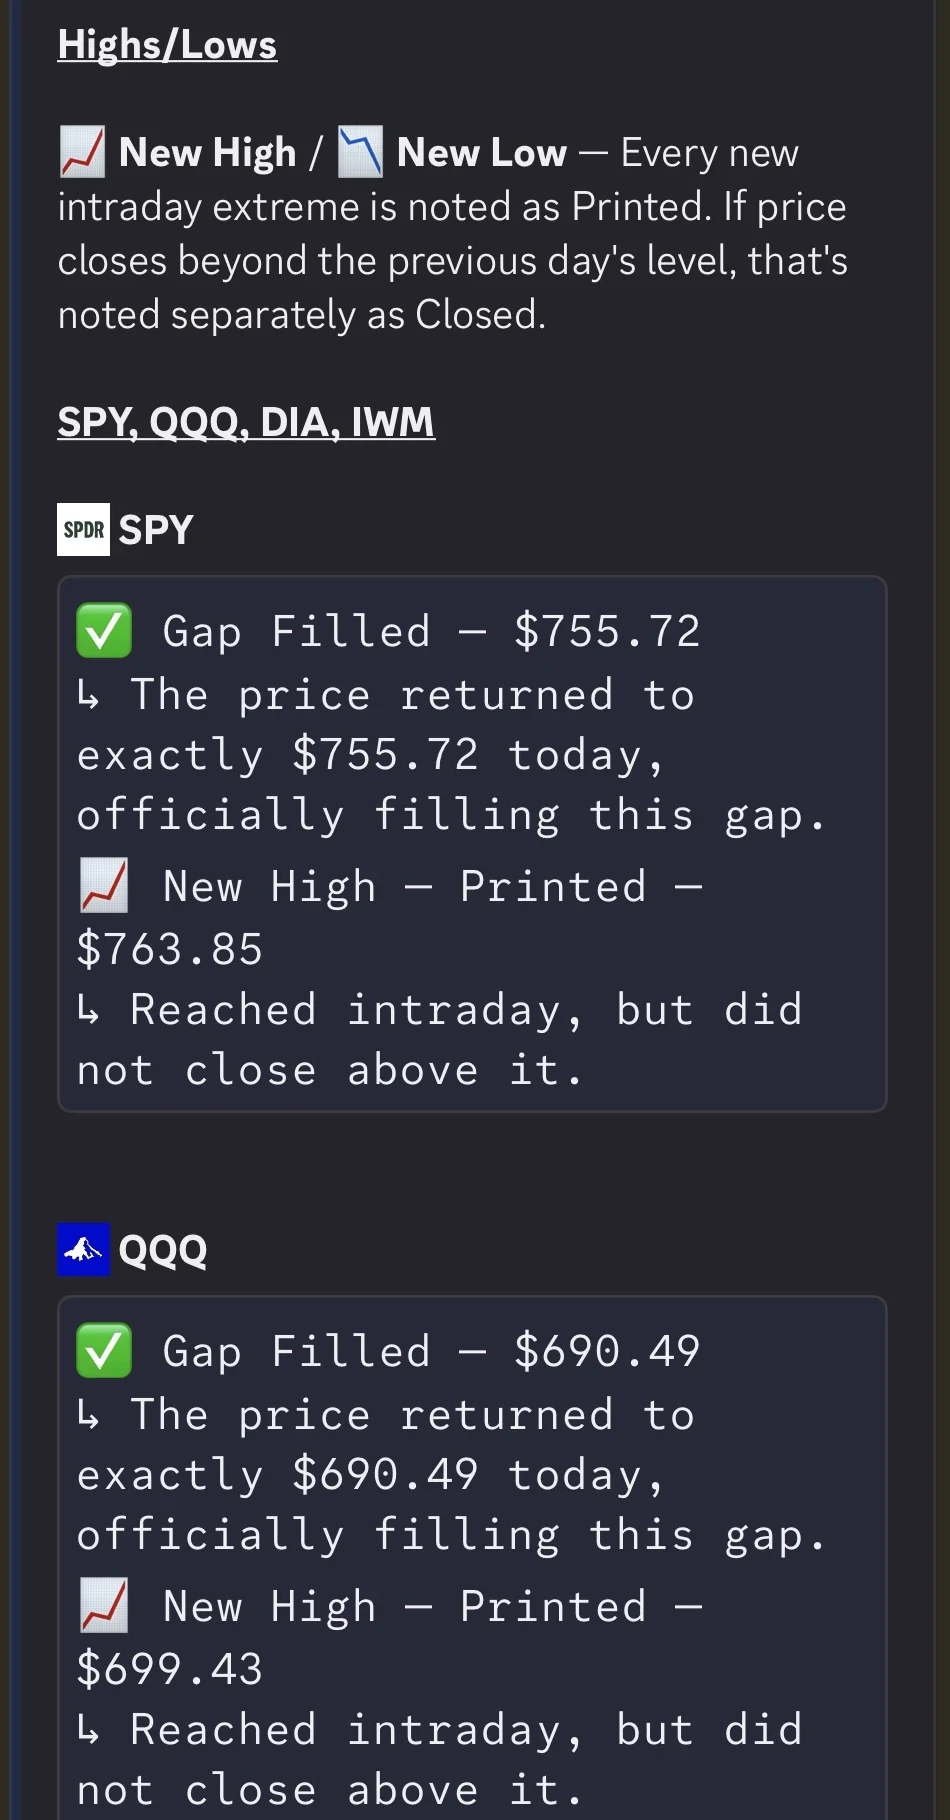 Highs/Lows
📈 New High / 📉 New Low — Every new
intraday extreme is noted as Printed. If price
closes beyond the previous day's level, that's
noted separately as Closed.
SPY, QQQ, DIA, IWM
SPDR SPY
✅ Gap Filled — $755.72
↳ The price returned to
exactly $755.72 today,
officially filling this gap.
📈 New High — Printed —
$763.85
↳ Reached intraday, but did
not close above it.
QQQ
✅ Gap Filled — $690.49
↳ The price returned to
exactly $690.49 today,
officially filling this gap.
📈 New High — Printed —
$699.43
↳ Reached intraday, but did
not close above it.